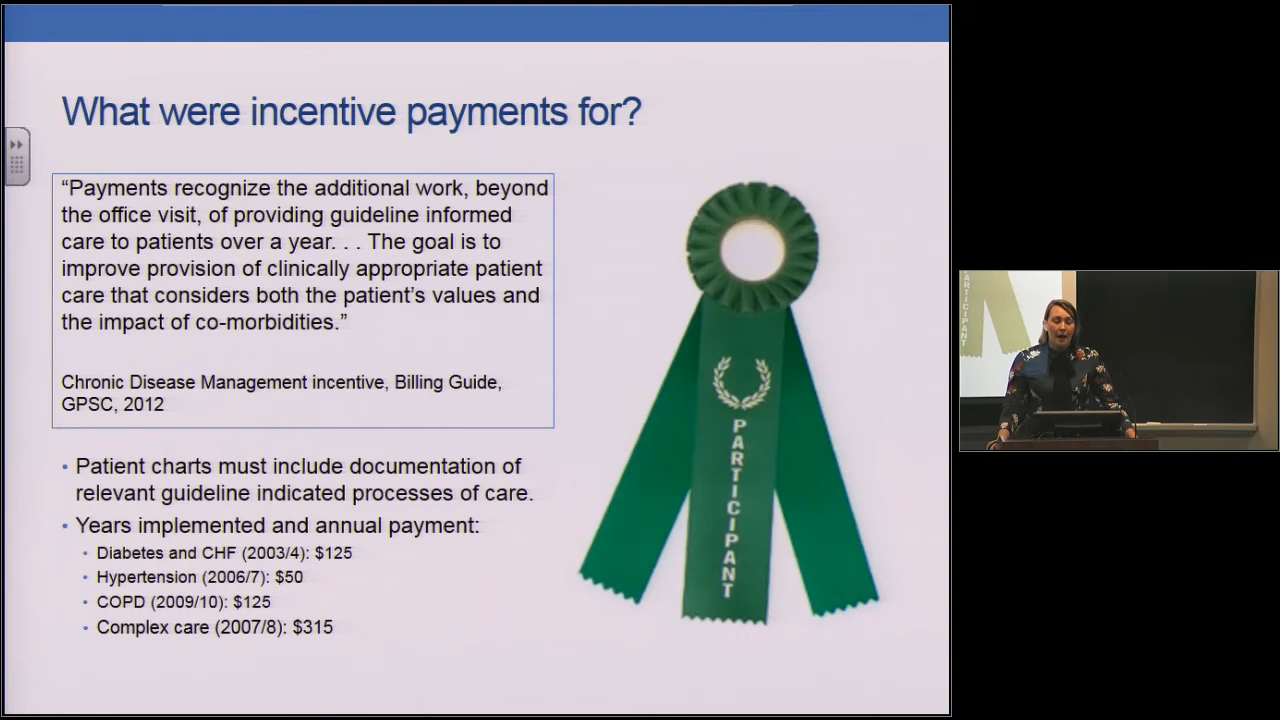 What were incentive payments for?
“Payments recognize the additional work, beyond
the office visit, of providing guideline informed
care to patients over a year. . . The goal is to
improve provision of clinically appropriate patient
care that considers both the patient’s values and
the impact of co-morbidities.”
Chronic Disease Management incentive, Billing Guide,
GPSC, 2012
• Patient charts must include documentation of
relevant guideline indicated processes of care.
• Years implemented and annual payment:
• Diabetes and CHF (2003/4): $125
• Hypertension (2006/7): $50
• COPD (2009/10): $125
• Complex care (2007/8): $315
PARTICIPANT
PARTICIPANT